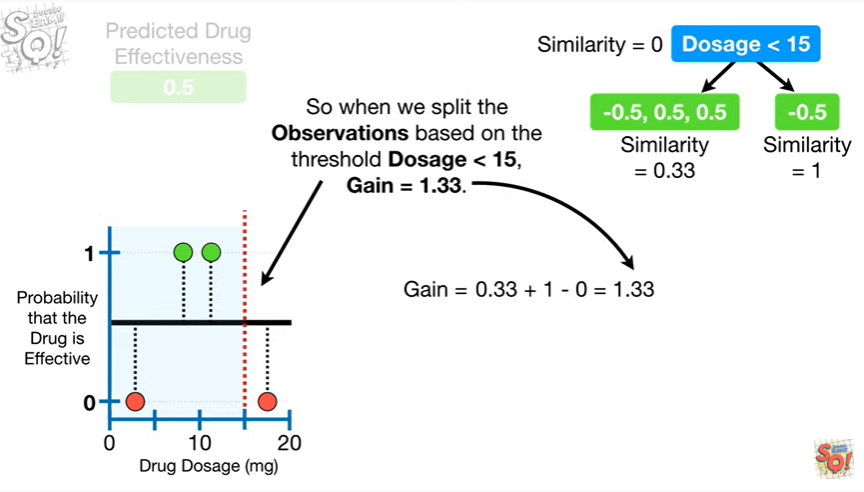 Predicted Drug
Effectiveness
0.5
So when we split the
Observations based on the
threshold Dosage < 15,
Gain = 1.33.
Similarity = 0
Dosage < 15
-0.5, 0.5, 0.5
-0.5
Similarity
= 0.33
Similarity
= 1
Gain = 0.33 + 1 - 0 = 1.33
Probability
that the
Drug is
Effective
1
0
0
10
20
Drug Dosage (mg)